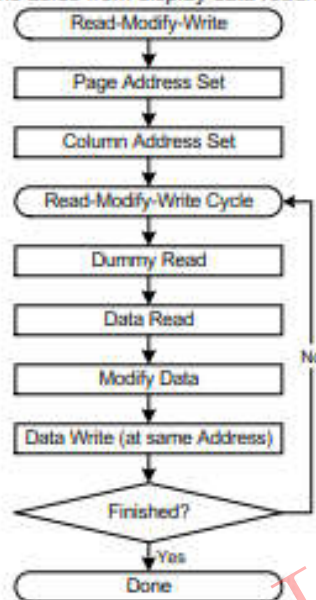 Read-Modify-Write
Page Address Set
Column Address Set
Read-Modify-Write Cycle
Dummy Read
Data Read
No
Modify Data
Data Write (at same Address)
Finished?
Yes
Done